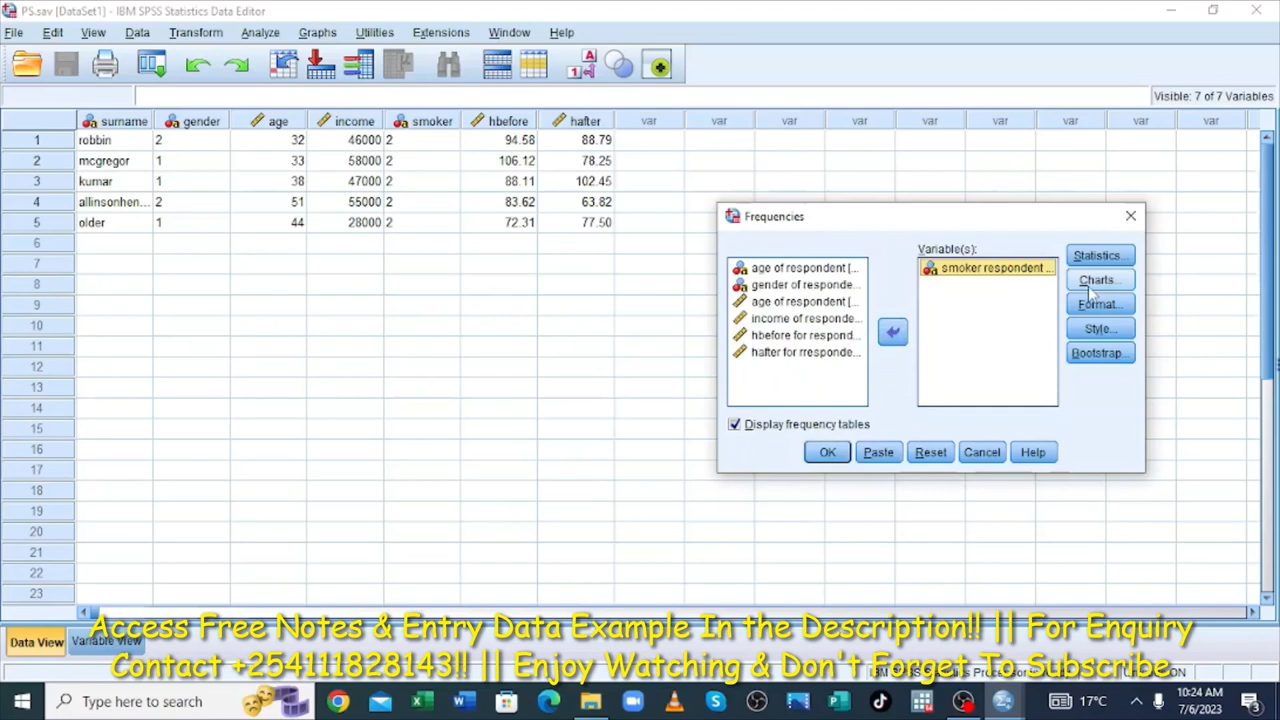 PS.sav [DataSet1] - IBM SPSS Statistics Data Editor
File Edit View Data Transform Analyze Graphs Utilities Extensions Window Help
A
1
Visible: 7 of 7 Variables
surname gender age income smoker hbefore hafter var var var var var var var var var
1 robbin 2 32 46000 2 94.58 88.79
2 mcgregor 1 33 58000 2 106.12 78.25
3 kumar 1 38 47000 2 88.11 102.45
4 allinsonhen... 2 51 55000 2 83.62 63.82
5 older 1 44 28000 2 72.31 77.50
6
7
8
9
10
11
12
13
14
15
16
17
18
19
20
21
22
23
Frequencies
Variable(s):
age of respondent [...
gender of responde...
age of respondent [...
income of responde...
hbefore for respond...
hafter for rresponde...
smoker respondent ...
Statistics...
Charts...
Format...
Style...
Bootstrap...
Display frequency tables
OK Paste Reset Cancel Help
Data View Variable View
Access Free Notes & Entry Data Example In the Description!! || For Enquiry
Contact +254111828143!! || Enjoy Watching & Don't Forget To Subscribe.
Type here to search
17°C
10:24 AM
7/6/2023
3